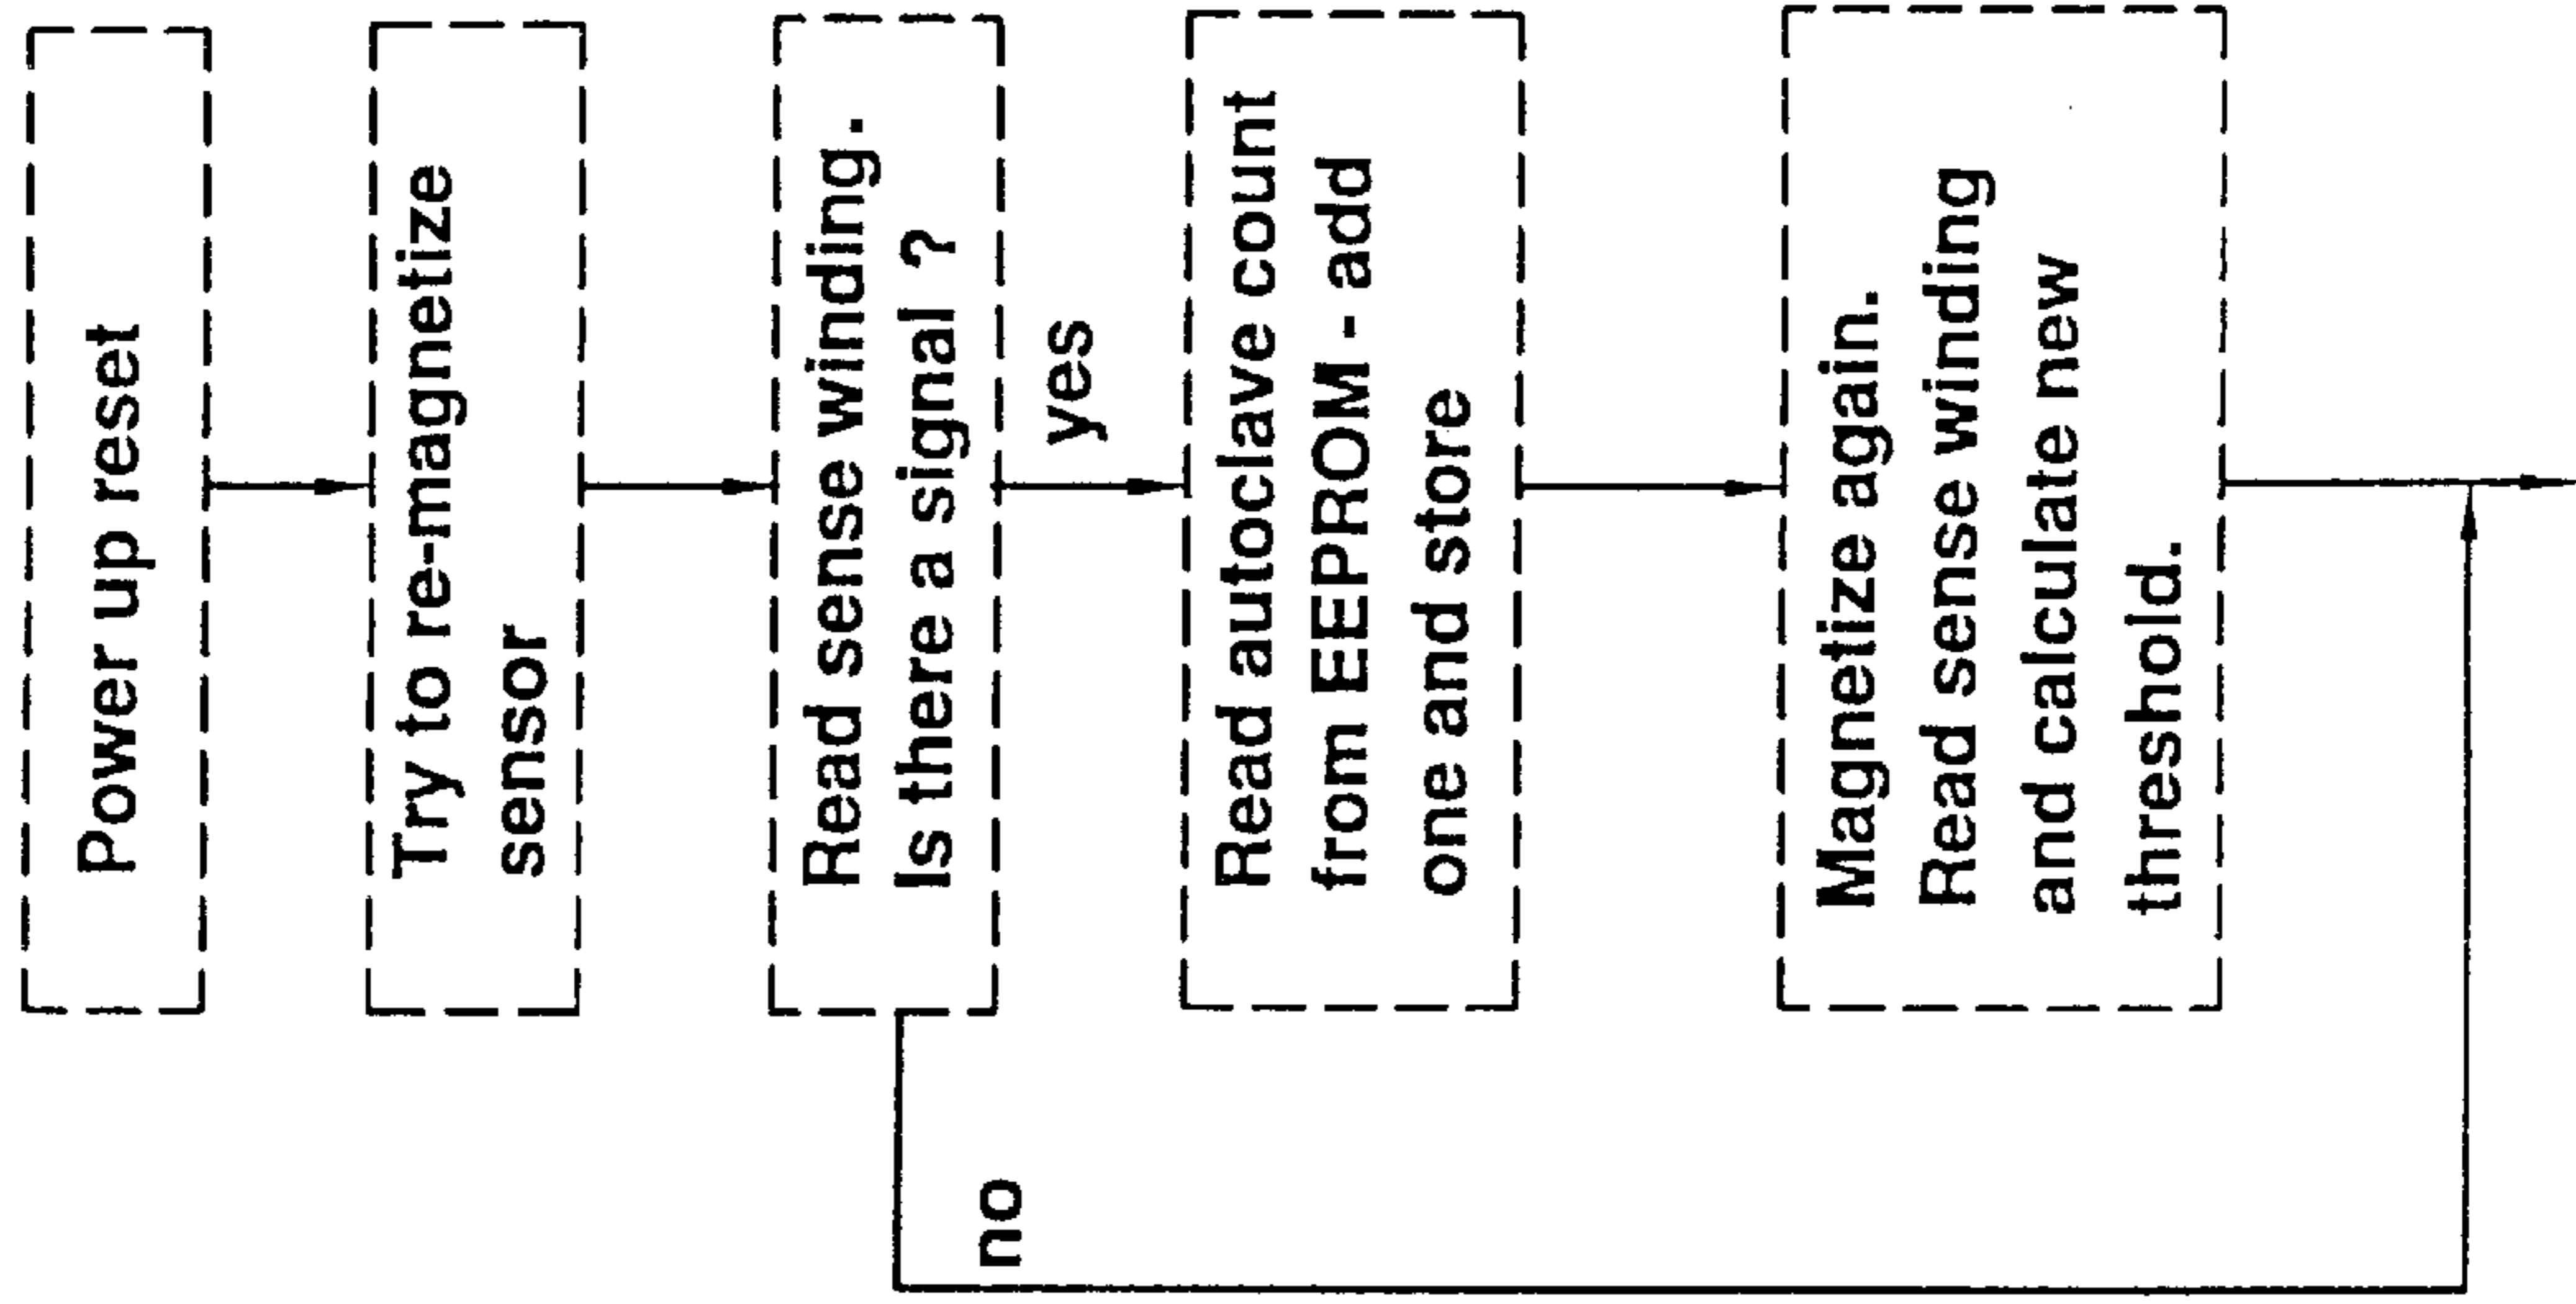 Power up reset
Try to re-magnetize
sensor
Read sense winding.
Is there a signal ?
yes
no
Read autoclave count
from EEPROM - add
one and store
Magnetize again.
Read sense winding
and calculate new
threshold.